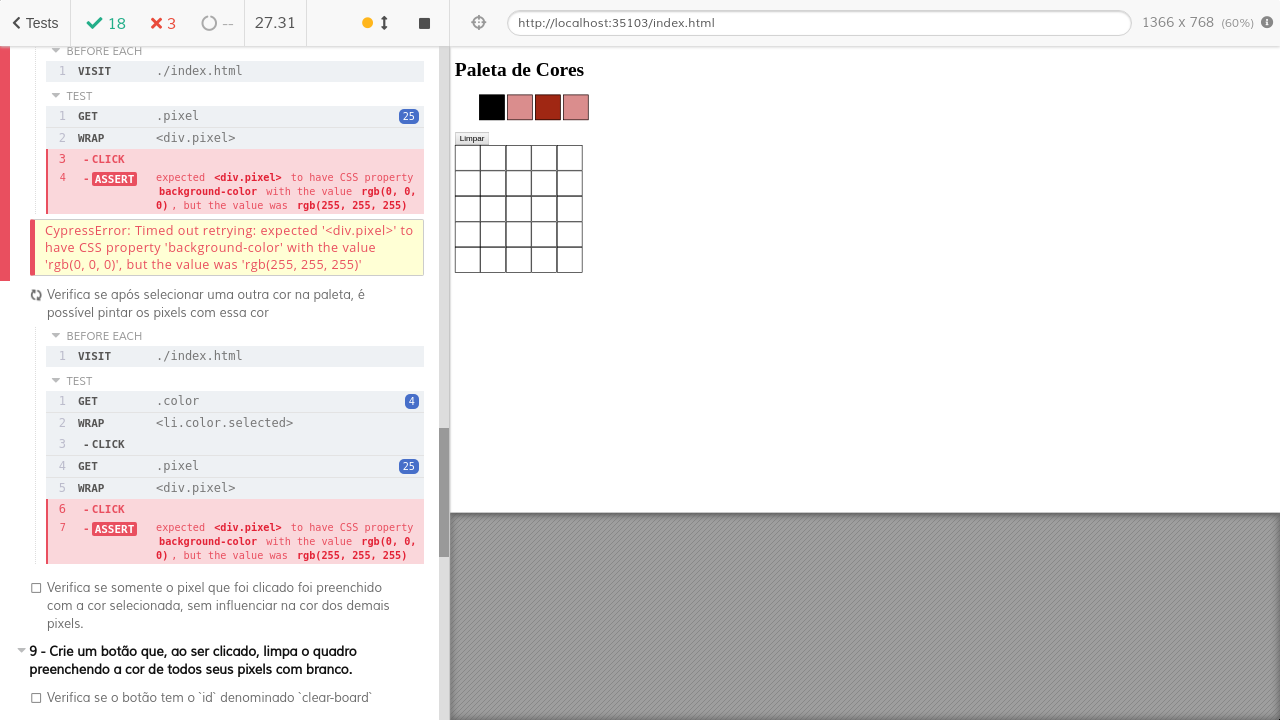 Tests
18
3
--
27.31
http://localhost:35103/index.html
1366 x 768 (60%)
BEFORE EACH
1 VISIT ./index.html
TEST
1 GET .pixel 25
2 WRAP <div.pixel>
3 - CLICK
4 - ASSERT expected <div.pixel> to have CSS property
background-color with the value rgb(0, 0,
0), but the value was rgb(255, 255, 255)
CypressError: Timed out retrying: expected '<div.pixel>' to
have CSS property 'background-color' with the value
'rgb(0, 0, 0)', but the value was 'rgb(255, 255, 255)'
Verifica se após selecionar uma outra cor na paleta, é
possível pintar os pixels com essa cor
BEFORE EACH
1 VISIT ./index.html
TEST
1 GET .color 4
2 WRAP <li.color.selected>
3 - CLICK
4 GET .pixel 25
5 WRAP <div.pixel>
6 - CLICK
7 - ASSERT expected <div.pixel> to have CSS property
background-color with the value rgb(0, 0,
0), but the value was rgb(255, 255, 255)
Verifica se somente o pixel que foi clicado foi preenchido
com a cor selecionada, sem influenciar na cor dos demais
pixels.
9 - Crie um botão que, ao ser clicado, limpa o quadro
preenchendo a cor de todos seus pixels com branco.
Verifica se o botão tem o `id` denominado `clear-board`
Paleta de Cores
Limpar